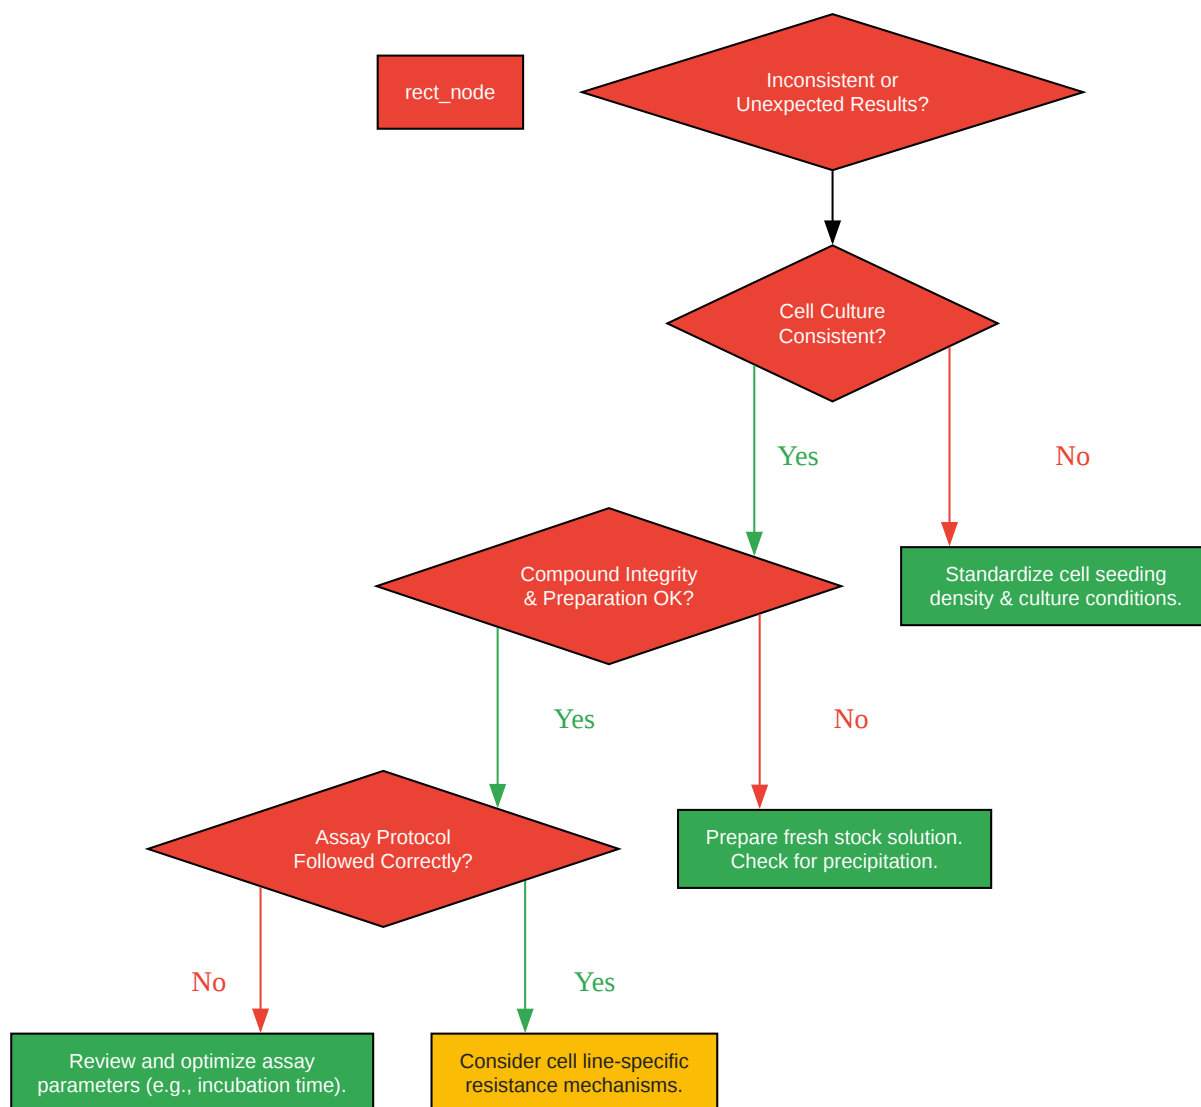 rect_node
Inconsistent or
Unexpected Results?
Cell Culture
Consistent?
Yes
No
Compound Integrity
& Preparation OK?
Standardize cell seeding
density & culture conditions.
Yes
No
Assay Protocol
Followed Correctly?
Prepare fresh stock solution.
Check for precipitation.
No
Yes
Review and optimize assay
parameters (e.g., incubation time).
Consider cell line-specific
resistance mechanisms.